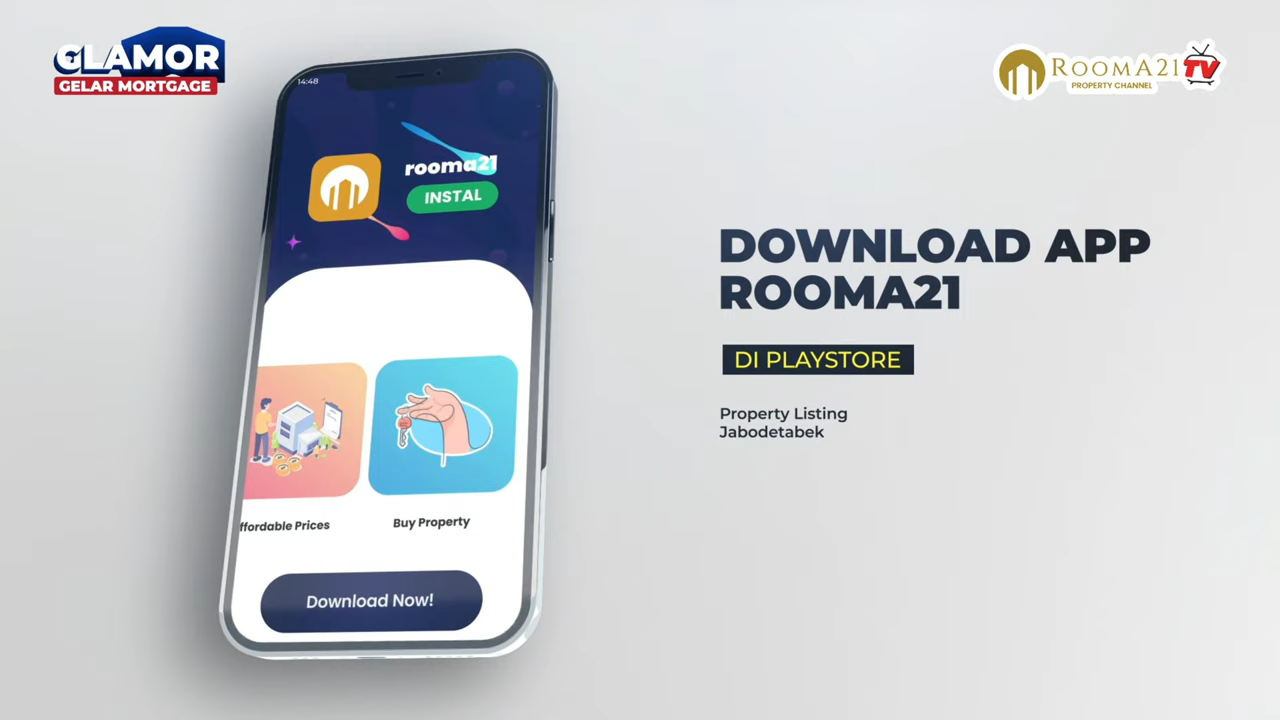 GLAMOR
GELAR MORTGAGE
ROOMA21 TV
PROPERTY CHANNEL
14:48
rooma21
INSTAL
DOWNLOAD APP
ROOMA21
DI PLAYSTORE
Property Listing
Jabodetabek
ffordable Prices
Buy Property
Download Now!